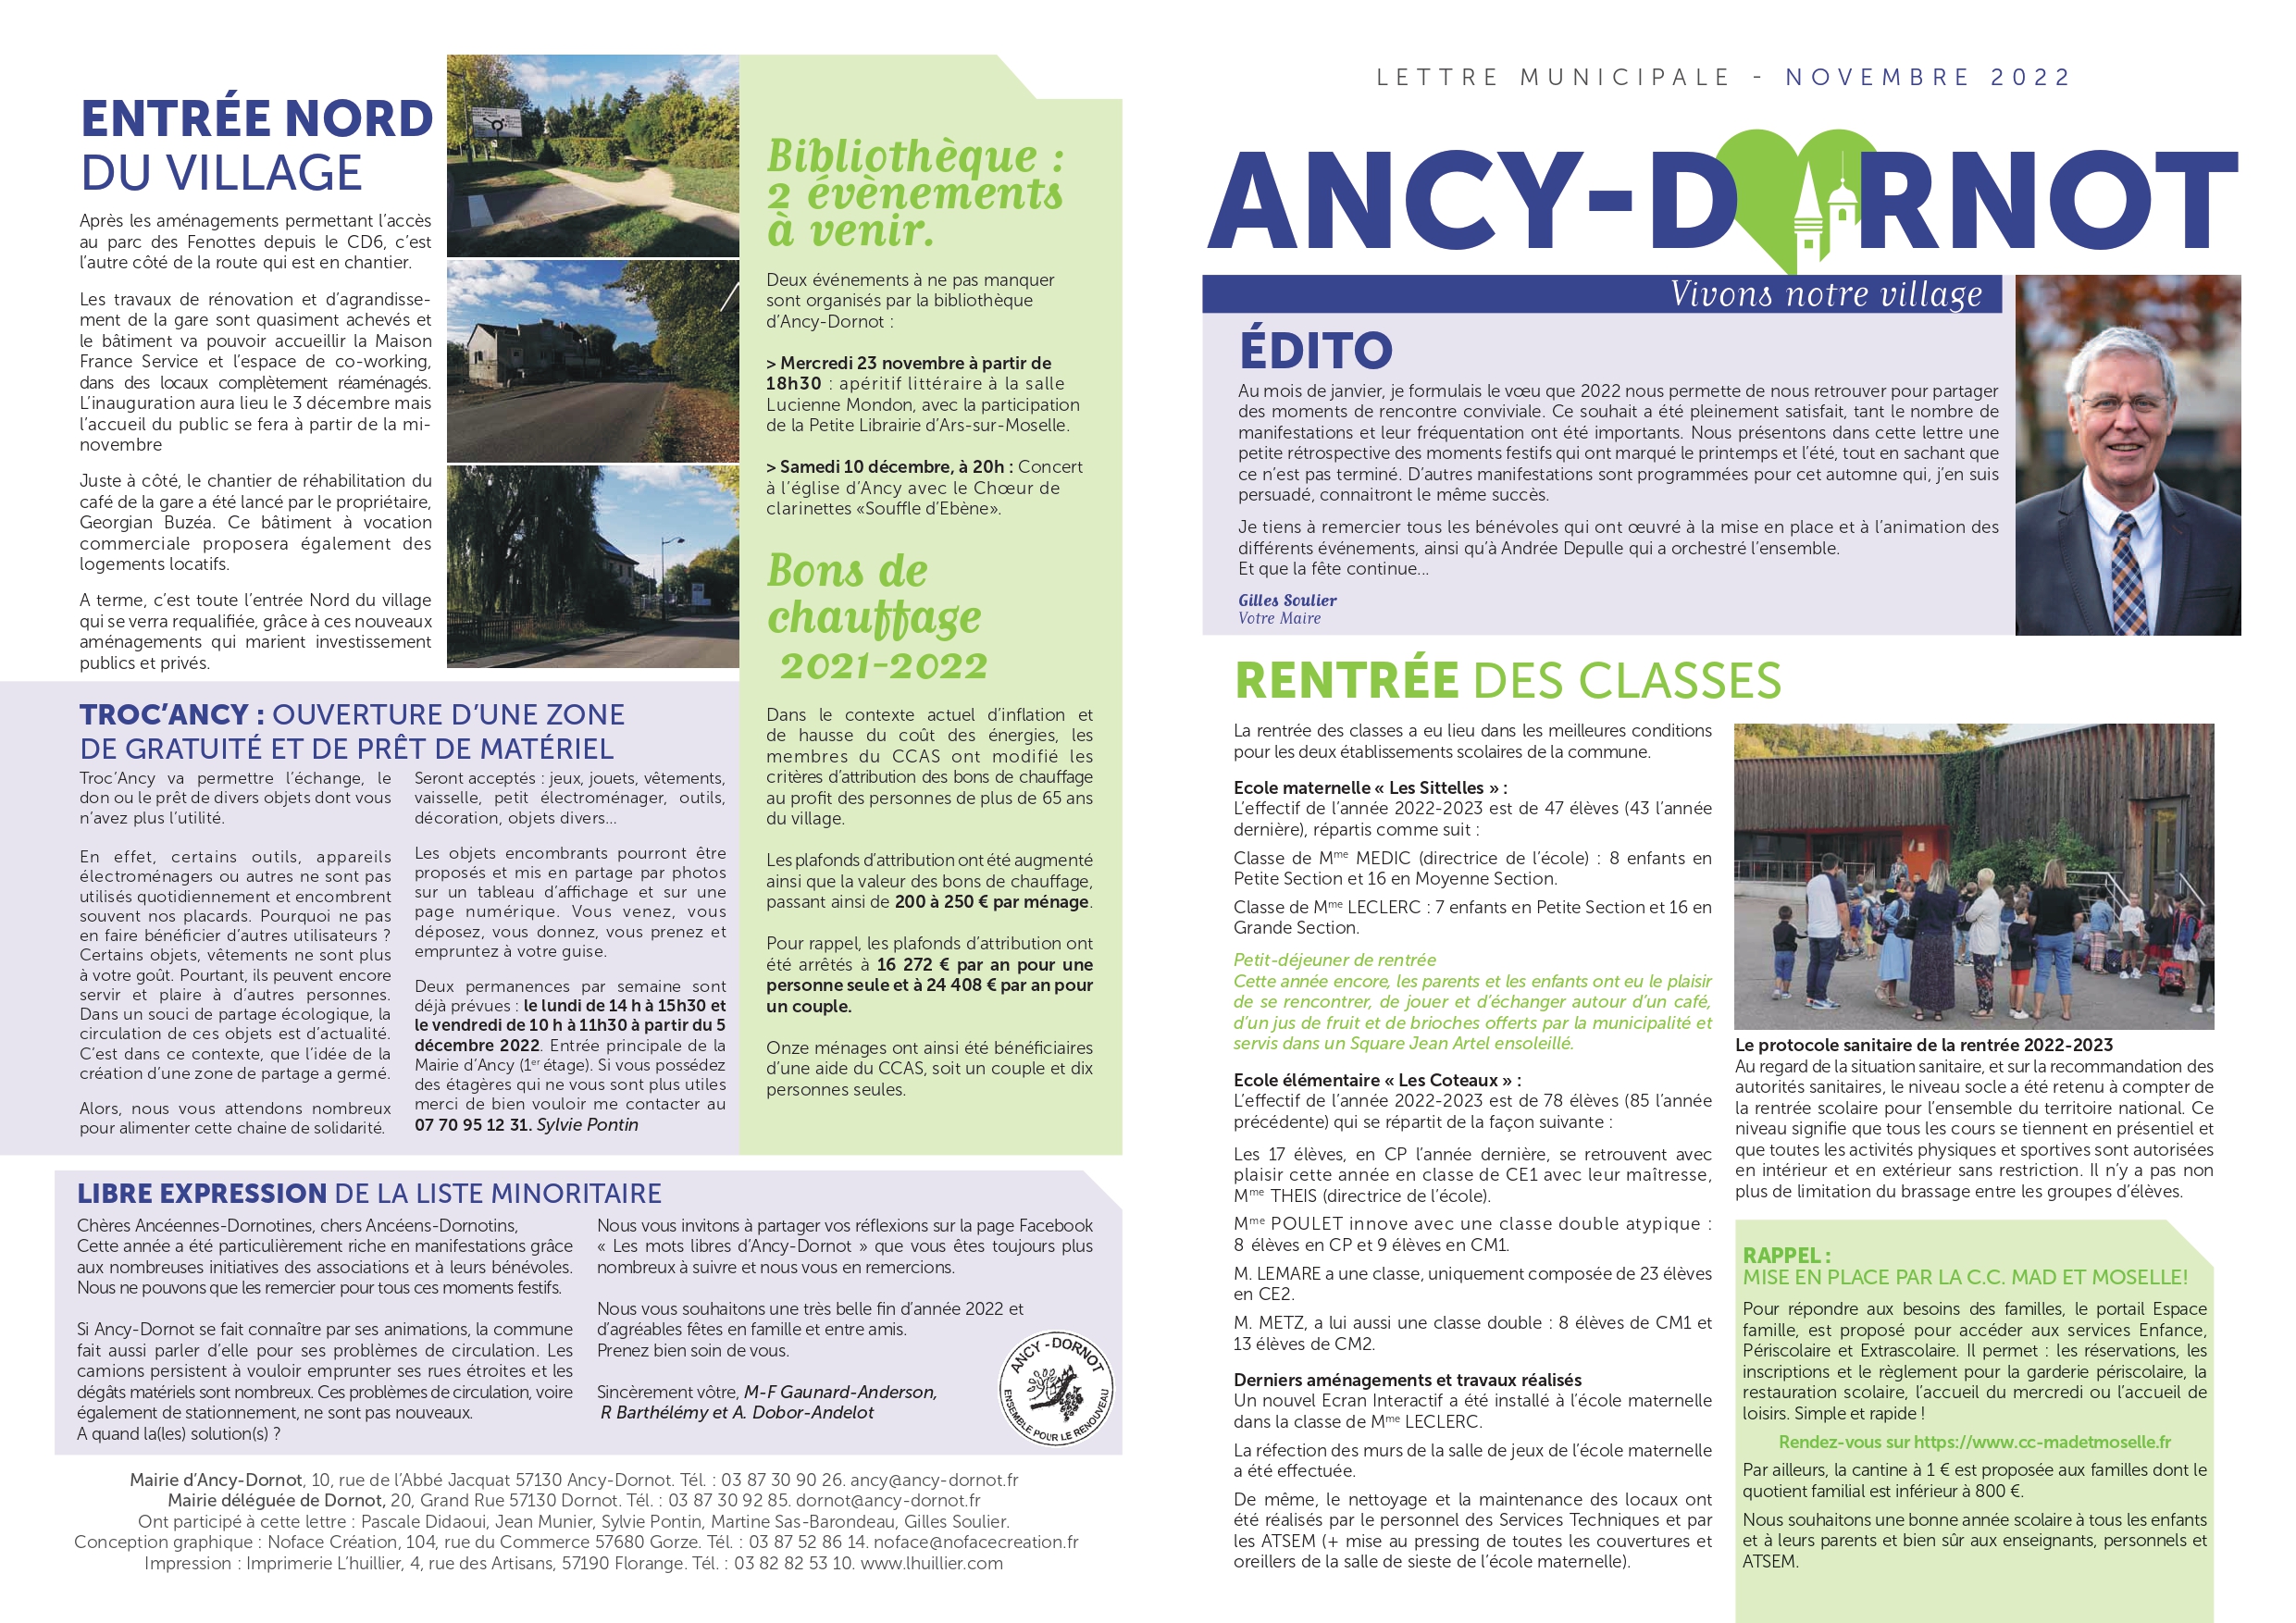 ENTRÉE NORD
DU VILLAGE
Après les aménagements permettant l'accès
au parc des Fenottes depuis le CD6, c'est
l'autre côté de la route qui est en chantier.
Les travaux de rénovation et d'agrandisse-
ment de la gare sont quasiment achevés et
le bâtiment va pouvoir accueillir la Maison
France Service et l'espace de co-working,
dans des locaux complètement réaménagés.
L'inauguration aura lieu le 3 décembre mais
l'accueil du public se fera à partir de la mi-
novembre
Juste à côté, le chantier de réhabilitation du
café de la gare a été lancé par le propriétaire,
Georgian Buzéa. Ce bâtiment à vocation
commerciale proposera également des
logements locatifs.
A terme, c'est toute l'entrée Nord du village
qui se verra requalifiée, grâce à ces nouveaux
aménagements qui marient investissement
publics et privés.
Bibliothèque :
2 évènements
à venir.
Deux événements à ne pas manquer
sont organisés par la bibliothèque
d'Ancy-Dornot :
> Mercredi 23 novembre à partir de
18h30 : apéritif littéraire à la salle
Lucienne Mondon, avec la participation
de la Petite Librairie d'Ars-sur-Moselle.
> Samedi 10 décembre, à 20h : Concert
à l'église d'Ancy avec le Chœur de
clarinettes «Souffle d'Ebène».
Bons de
chauffage
2021-2022
Dans le contexte actuel d'inflation et
de hausse du coût des énergies, les
membres du CCAS ont modifié les
critères d'attribution des bons de chauffage
au profit des personnes de plus de 65 ans
du village.
Les plafonds d'attribution ont été augmenté
ainsi que la valeur des bons de chauffage,
passant ainsi de 200 à 250 € par ménage.
Pour rappel, les plafonds d'attribution ont
été arrêtés à 16 272 € par an pour une
personne seule et à 24 408 € par an pour
un couple.
Onze ménages ont ainsi été bénéficiaires
d'une aide du CCAS, soit un couple et dix
personnes seules.
TROC'ANCY : OUVERTURE D'UNE ZONE
DE GRATUITÉ ET DE PRÊT DE MATÉRIEL
Troc'Ancy va permettre l'échange, le
don ou le prêt de divers objets dont vous
n'avez plus l'utilité.
En effet, certains outils, appareils
électroménagers ou autres ne sont pas
utilisés quotidiennement et encombrent
souvent nos placards. Pourquoi ne pas
en faire bénéficier d'autres utilisateurs ?
Certains objets, vêtements ne sont plus
à votre goût. Pourtant, ils peuvent encore
servir et plaire à d'autres personnes.
Dans un souci de partage écologique, la
circulation de ces objets est d'actualité.
C'est dans ce contexte, que l'idée de la
création d'une zone de partage a germé.
Alors, nous vous attendons nombreux
pour alimenter cette chaine de solidarité.
Seront acceptés : jeux, jouets, vêtements,
vaisselle, petit électroménager, outils,
décoration, objets divers...
Les objets encombrants pourront être
proposés et mis en partage par photos
sur un tableau d'affichage et sur une
page numérique. Vous venez, vous
déposez, vous donnez, vous prenez et
empruntez à votre guise.
Deux permanences par semaine sont
déjà prévues : le lundi de 14 h à 15h30 et
le vendredi de 10 h à 11h30 à partir du 5
décembre 2022. Entrée principale de la
Mairie d'Ancy (1er étage). Si vous possédez
des étagères qui ne vous sont plus utiles
merci de bien vouloir me contacter au
07 70 95 12 31. Sylvie Pontin
LIBRE EXPRESSION DE LA LISTE MINORITAIRE
Chères Ancéennes-Dornotines, chers Ancéens-Dornotins,
Cette année a été particulièrement riche en manifestations grâce
aux nombreuses initiatives des associations et à leurs bénévoles.
Nous ne pouvons que les remercier pour tous ces moments festifs.
Si Ancy-Dornot se fait connaître par ses animations, la commune
fait aussi parler d'elle pour ses problèmes de circulation. Les
camions persistent à vouloir emprunter ses rues étroites et les
dégâts matériels sont nombreux. Ces problèmes de circulation, voire
également de stationnement, ne sont pas nouveaux.
A quand la(les) solution(s) ?
Nous vous invitons à partager vos réflexions sur la page Facebook
« Les mots libres d'Ancy-Dornot » que vous êtes toujours plus
nombreux à suivre et nous vous en remercions.
Nous vous souhaitons une très belle fin d'année 2022 et
d'agréables fêtes en famille et entre amis.
Prenez bien soin de vous.
Sincèrement vôtre, M-F Gaunard-Anderson,
R Barthélémy et A. Dobor-Andelot
ANCY - DORNOT
ENSEMBLE POUR LE RENOUVEAU
Mairie d'Ancy-Dornot, 10, rue de l'Abbé Jacquat 57130 Ancy-Dornot. Tél. : 03 87 30 90 26. ancy@ancy-dornot.fr
Mairie déléguée de Dornot, 20, Grand Rue 57130 Dornot. Tél. : 03 87 30 92 85. dornot@ancy-dornot.fr
Ont participé à cette lettre : Pascale Didaoui, Jean Munier, Sylvie Pontin, Martine Sas-Barondeau, Gilles Soulier.
Conception graphique : Noface Création, 104, rue du Commerce 57680 Gorze. Tél. : 03 87 52 86 14. noface@nofacecreation.fr
Impression : Imprimerie L'huillier, 4, rue des Artisans, 57190 Florange. Tél. : 03 82 82 53 10. www.lhuillier.com
LETTRE MUNICIPALE - NOVEMBRE 2022
ANCY-DORNOT
Vivons notre village
ÉDITO
Au mois de janvier, je formulais le vœu que 2022 nous permette de nous retrouver pour partager
des moments de rencontre conviviale. Ce souhait a été pleinement satisfait, tant le nombre de
manifestations et leur fréquentation ont été importants. Nous présentons dans cette lettre une
petite rétrospective des moments festifs qui ont marqué le printemps et l'été, tout en sachant que
ce n'est pas terminé. D'autres manifestations sont programmées pour cet automne qui, j'en suis
persuadé, connaitront le même succès.
Je tiens à remercier tous les bénévoles qui ont œuvré à la mise en place et à l'animation des
différents événements, ainsi qu'à Andrée Depulle qui a orchestré l'ensemble.
Et que la fête continue...
Gilles Soulier
Votre Maire
RENTRÉE DES CLASSES
La rentrée des classes a eu lieu dans les meilleures conditions
pour les deux établissements scolaires de la commune.
Ecole maternelle « Les Sittelles » :
L'effectif de l'année 2022-2023 est de 47 élèves (43 l'année
dernière), répartis comme suit :
Classe de Mme MEDIC (directrice de l'école) : 8 enfants en
Petite Section et 16 en Moyenne Section.
Classe de Mme LECLERC : 7 enfants en Petite Section et 16 en
Grande Section.
Petit-déjeuner de rentrée
Cette année encore, les parents et les enfants ont eu le plaisir
de se rencontrer, de jouer et d'échanger autour d'un café,
d'un jus de fruit et de brioches offerts par la municipalité et
servis dans un Square Jean Artel ensoleillé.
Ecole élémentaire « Les Coteaux » :
L'effectif de l'année 2022-2023 est de 78 élèves (85 l'année
précédente) qui se répartit de la façon suivante :
Les 17 élèves, en CP l'année dernière, se retrouvent avec
plaisir cette année en classe de CE1 avec leur maîtresse,
Mme THEIS (directrice de l'école).
Mme POULET innove avec une classe double atypique :
8 élèves en CP et 9 élèves en CM1.
M. LEMARE a une classe, uniquement composée de 23 élèves
en CE2.
M. METZ, a lui aussi une classe double : 8 élèves de CM1 et
13 élèves de CM2.
Derniers aménagements et travaux réalisés
Un nouvel Ecran Interactif a été installé à l'école maternelle
dans la classe de Mme LECLERC.
La réfection des murs de la salle de jeux de l'école maternelle
a été effectuée.
De même, le nettoyage et la maintenance des locaux ont
été réalisés par le personnel des Services Techniques et par
les ATSEM (+ mise au pressing de toutes les couvertures et
oreillers de la salle de sieste de l'école maternelle).
Le protocole sanitaire de la rentrée 2022-2023
Au regard de la situation sanitaire, et sur la recommandation des
autorités sanitaires, le niveau socle a été retenu à compter de
la rentrée scolaire pour l'ensemble du territoire national. Ce
niveau signifie que tous les cours se tiennent en présentiel et
que toutes les activités physiques et sportives sont autorisées
en intérieur et en extérieur sans restriction. Il n'y a pas non
plus de limitation du brassage entre les groupes d'élèves.
RAPPEL :
MISE EN PLACE PAR LA C.C. MAD ET MOSELLE!
Pour répondre aux besoins des familles, le portail Espace
famille, est proposé pour accéder aux services Enfance,
Périscolaire et Extrascolaire. Il permet : les réservations, les
inscriptions et le règlement pour la garderie périscolaire, la
restauration scolaire, l'accueil du mercredi ou l'accueil de
loisirs. Simple et rapide !
Rendez-vous sur https://www.cc-madetmoselle.fr
Par ailleurs, la cantine à 1 € est proposée aux familles dont le
quotient familial est inférieur à 800 €.
Nous souhaitons une bonne année scolaire à tous les enfants
et à leurs parents et bien sûr aux enseignants, personnels et
ATSEM.